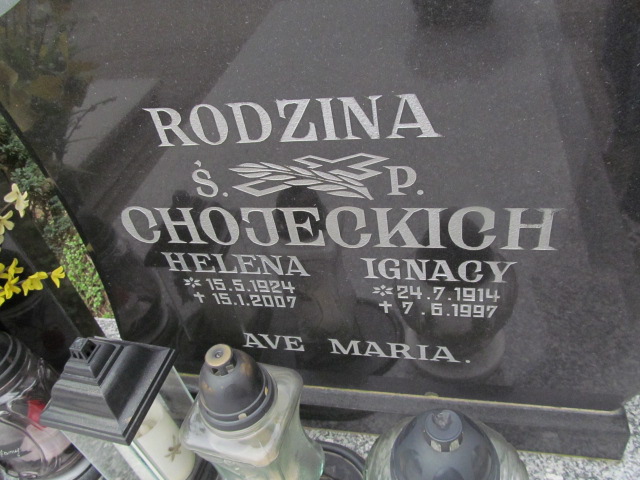 RODZINA
Ś. P.
CHOJECKICH
HELENA IGNACY
* 15.5.1924 * 24.7.1914
+ 15.1.2007 + 7.6.1997
AVE MARIA.